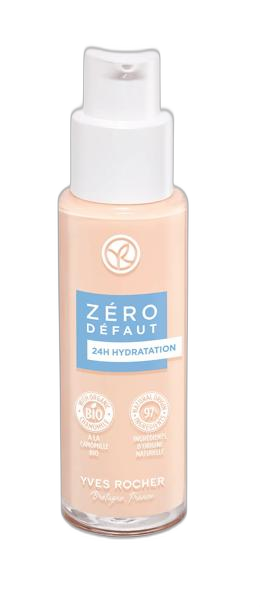 ZÉRO
DÉFAUT
24H HYDRATATION
BIO
À LA
CAMOMILLE
BIO
97%
INGRÉDIENTS
D'ORIGINE
NATURELLE
YVES ROCHER
Bretagne, France